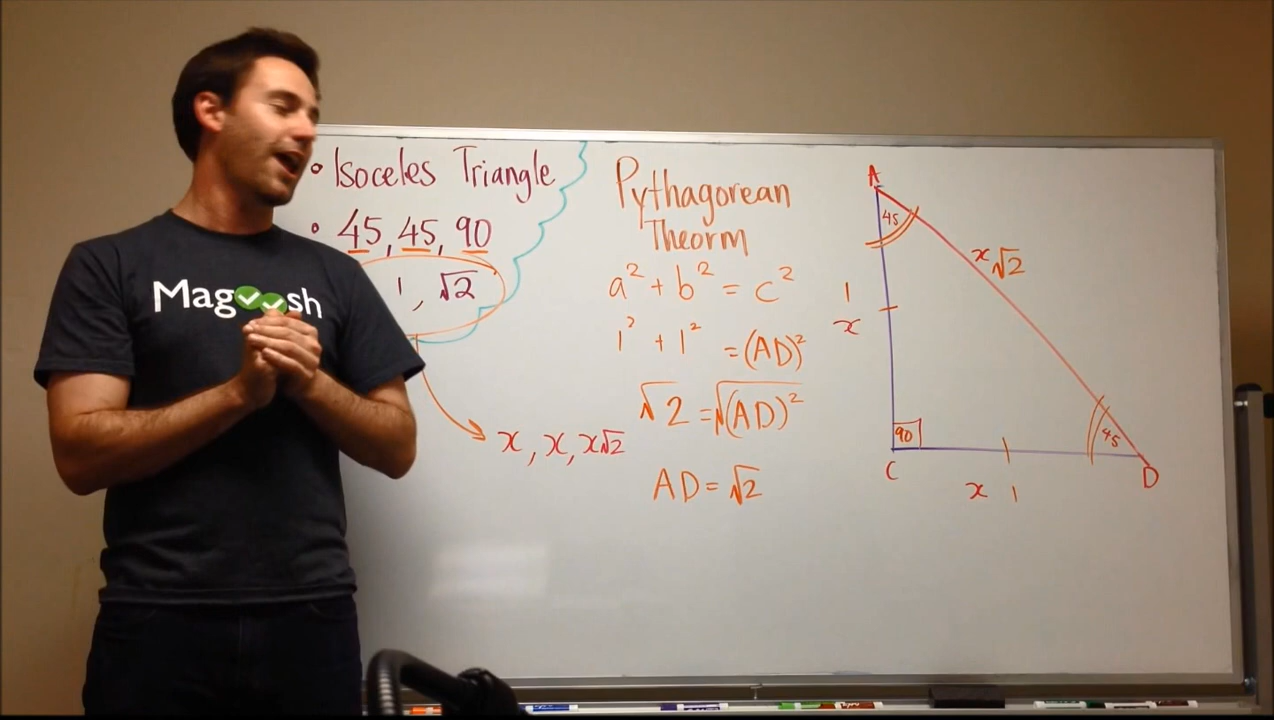 Magoosh
• Isoceles Triangle
• 45, 45, 90
1, √2
x, x, x√2
Pythagorean
Theorm
a² + b² = c²
1² + 1² = (AD)²
√2 = √(AD)²
AD = √2
A
45
x√2
1
x
90
45
C
D
x 1